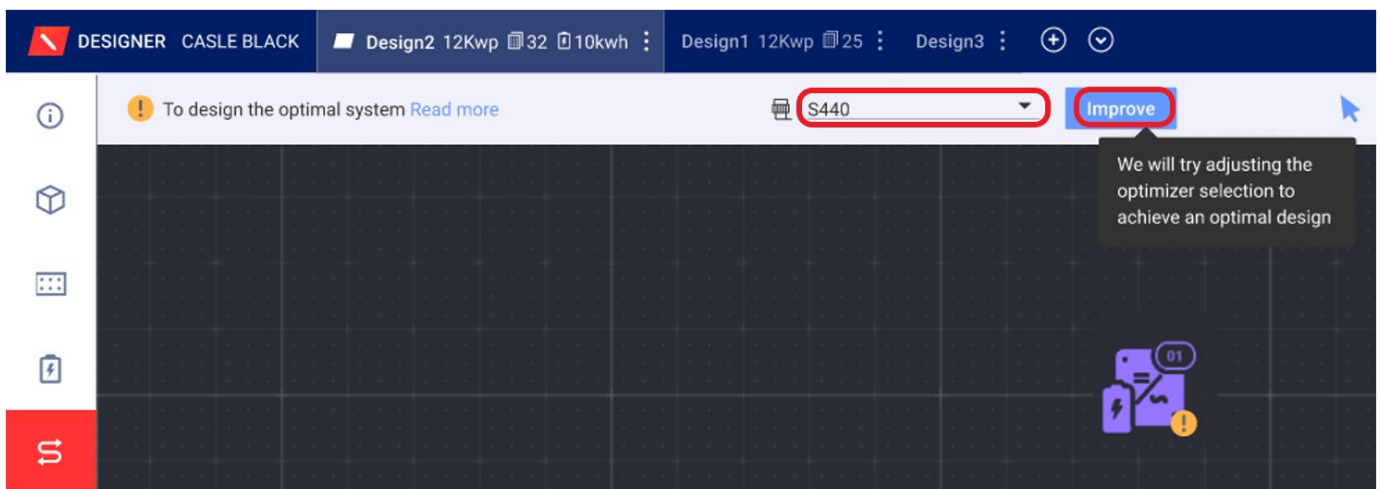 DESIGNER CASLE BLACK Design2 12Kwp 32 10kwh Design1 12Kwp 25 Design3
To design the optimal system Read more S440 Improve
We will try adjusting the
optimizer selection to
achieve an optimal design
01